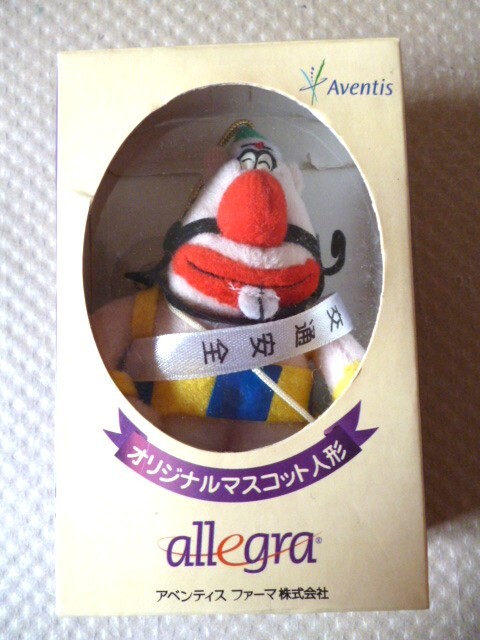 Aventis
交通安全
オリジナルマスコット人形
allegra®
アベンティス ファーマ株式会社